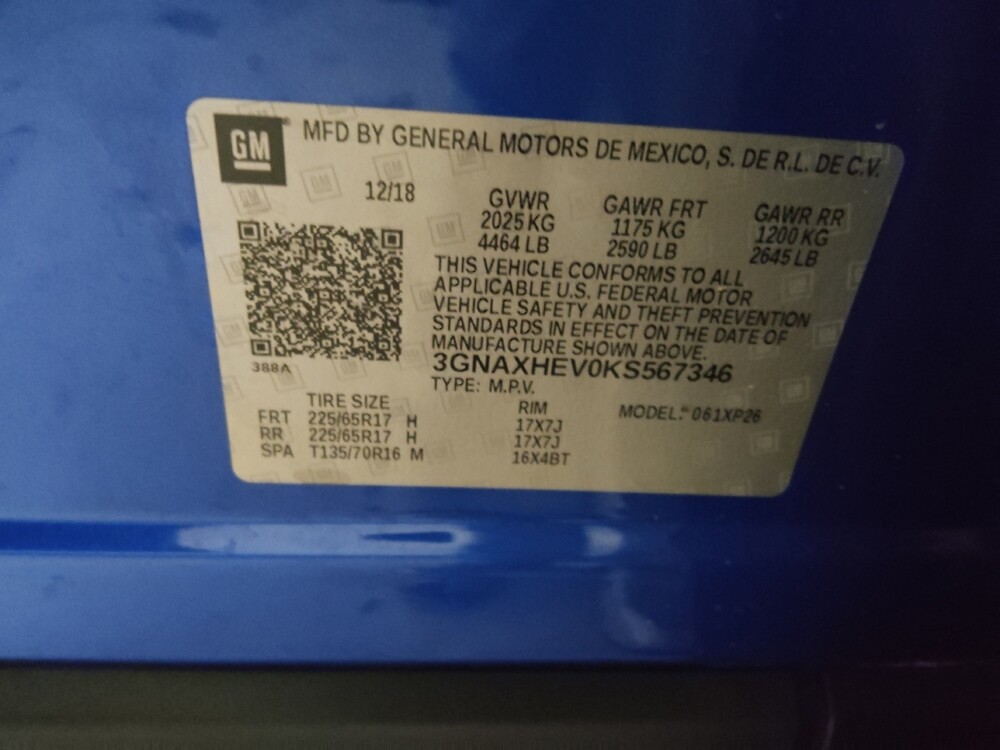 GM MFD BY GENERAL MOTORS DE MEXICO, S. DE R.L. DE C.V.
12/18
GVWR GAWR FRT GAWR RR
2025 KG 1175 KG 1200 KG
4464 LB 2590 LB 2645 LB
THIS VEHICLE CONFORMS TO ALL
APPLICABLE U.S. FEDERAL MOTOR
VEHICLE SAFETY AND THEFT PREVENTION
STANDARDS IN EFFECT ON THE DATE OF
MANUFACTURE SHOWN ABOVE.
388A
3GNAXHEV0KS567346
TYPE: M.P.V.
TIRE SIZE RIM MODEL: 061XP26
FRT 225/65R17 H 17X7J
RR 225/65R17 H 17X7J
SPA T135/70R16 M 16X4BT